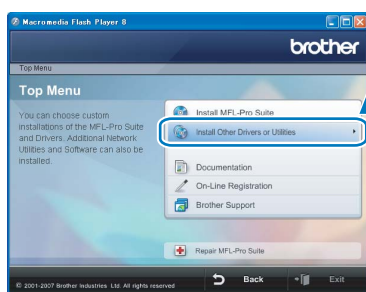 Macromedia Flash Player 8
brother
Top Menu
Top Menu
You can choose custom
installations of the MFL-Pro Suite
and Drivers. Additional Network
Utilities and Software can also be
installed.
Install MFL-Pro Suite
Install Other Drivers or Utilities
Documentation
On-Line Registration
Brother Support
Repair MFL-Pro Suite
© 2001-2007 Brother Industries Ltd. All rights reserved
Back
Exit